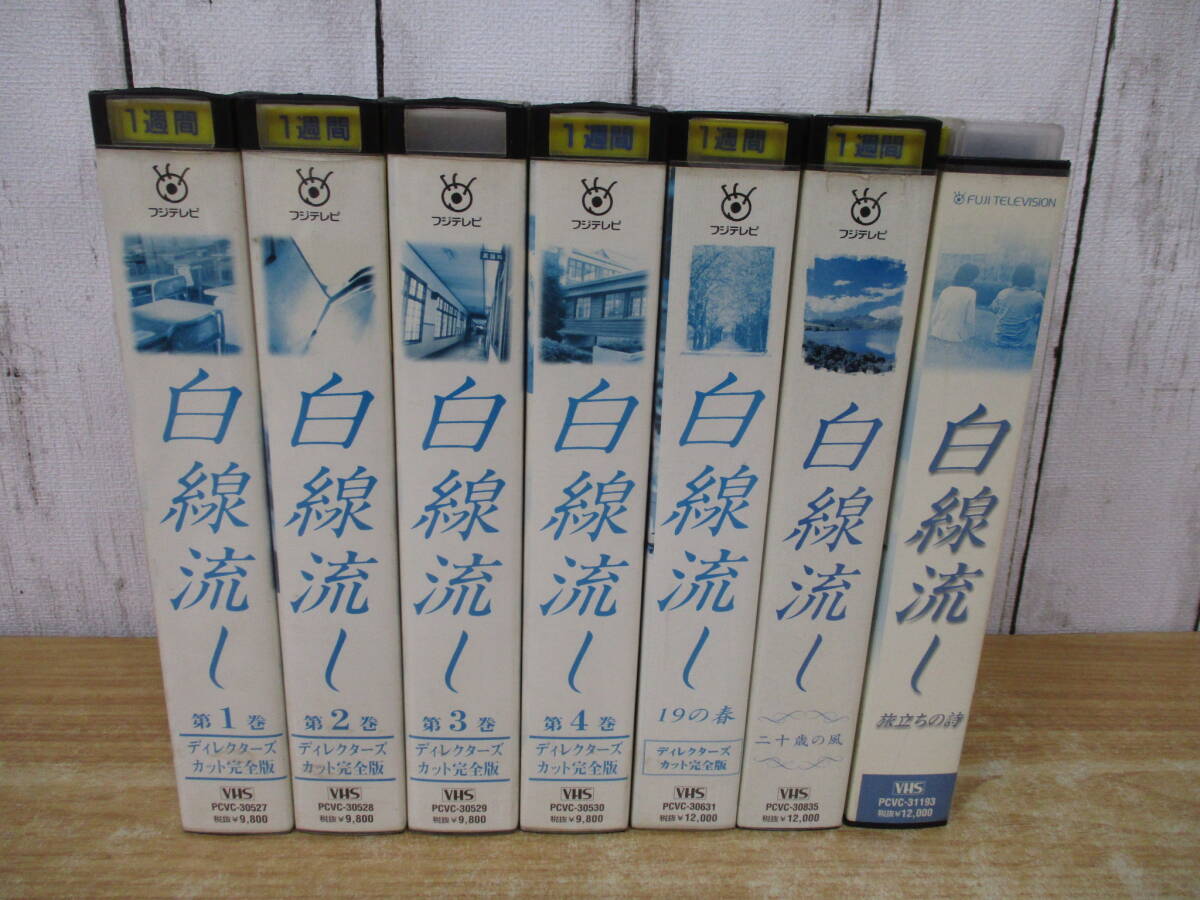 1週間
フジテレビ
白線流し
第1巻
ディレクターズ
カット完全版
VHS
PCVC-30527
税抜¥9,800
1週間
フジテレビ
白線流し
第2巻
ディレクターズ
カット完全版
VHS
PCVC-30528
税抜¥9,800
フジテレビ
白線流し
第3巻
ディレクターズ
カット完全版
VHS
PCVC-30529
税抜¥9,800
1週間
フジテレビ
白線流し
第4巻
ディレクターズ
カット完全版
VHS
PCVC-30530
税抜¥9,800
1週間
フジテレビ
白線流し
19の春
ディレクターズ
カット完全版
VHS
PCVC-30631
税抜¥12,000
1週間
フジテレビ
白線流し
二十歳の風
VHS
PCVC-30835
税抜¥12,000
FUJI TELEVISION
白線流し
旅立ちの詩
VHS
PCVC-31193
税抜¥12,000